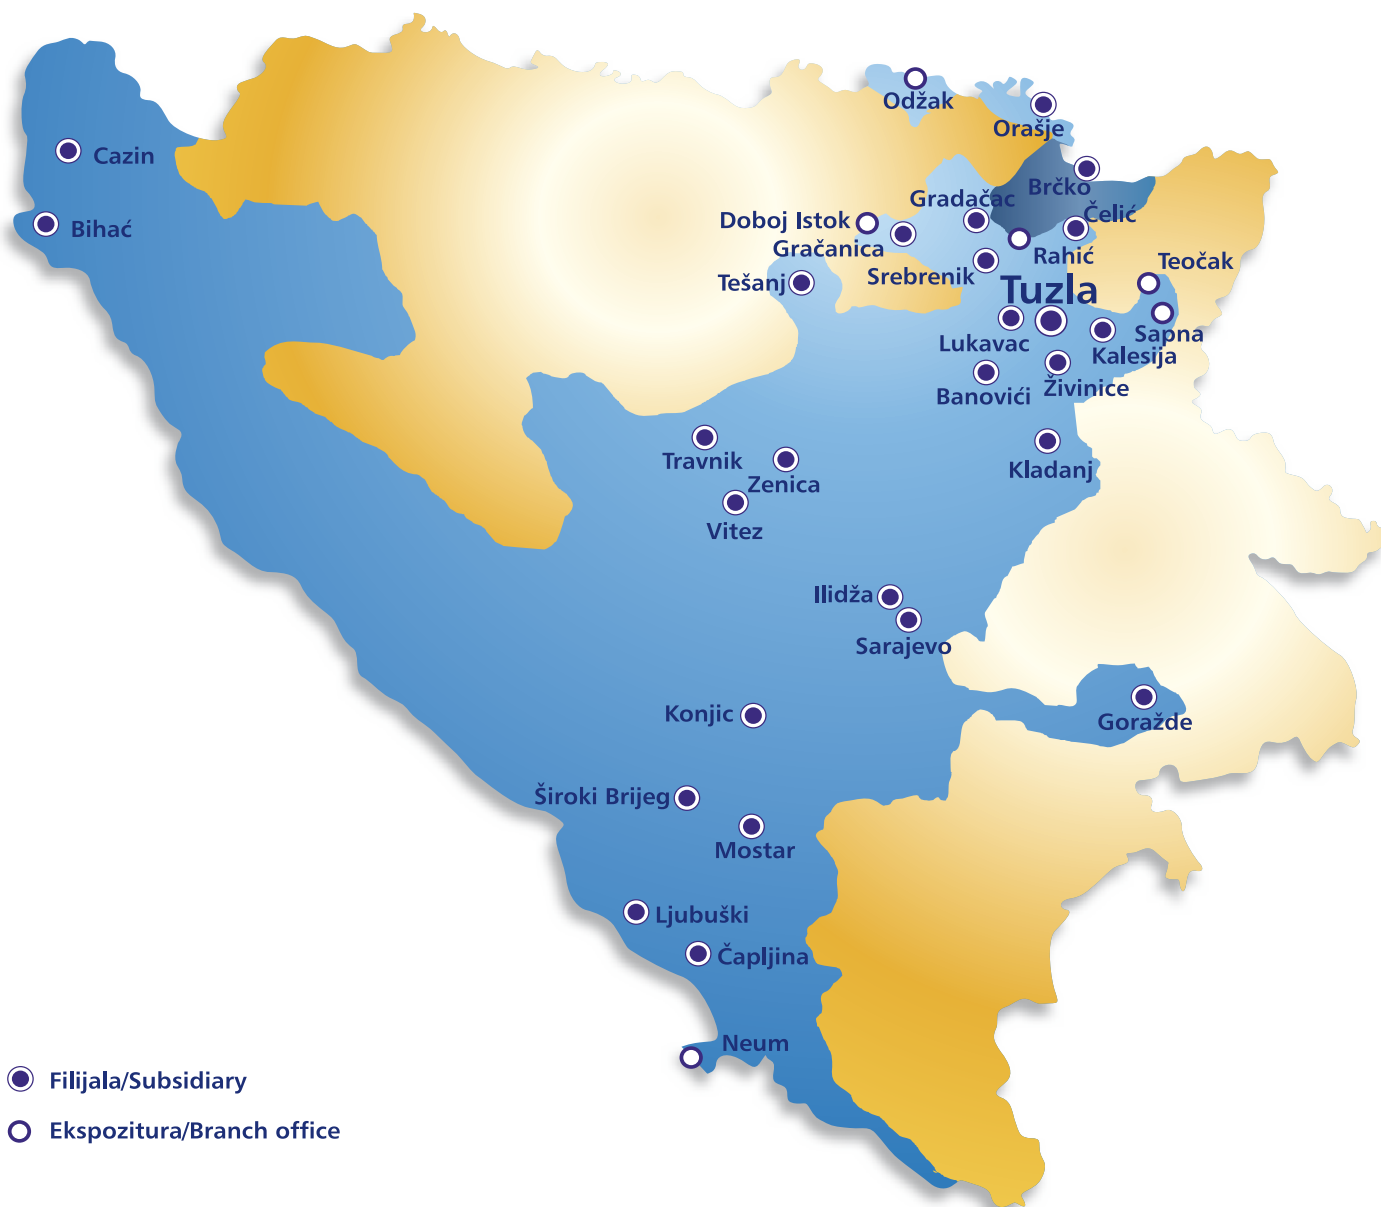 Odžak
Orašje
Cazin
Brčko
Gradačac
Čelić
Doboj Istok
Bihać
Gračanica
Rahić
Teočak
Srebrenik
Tešanj
Tuzla
Sapna
Lukavac
Kalesija
Živinice
Banovići
Travnik
Kladanj
Zenica
Vitez
Ilidža
Sarajevo
Konjic
Goražde
Široki Brijeg
Mostar
Ljubuški
Čapljina
Neum
Filijala/Subsidiary
Ekspozitura/Branch office